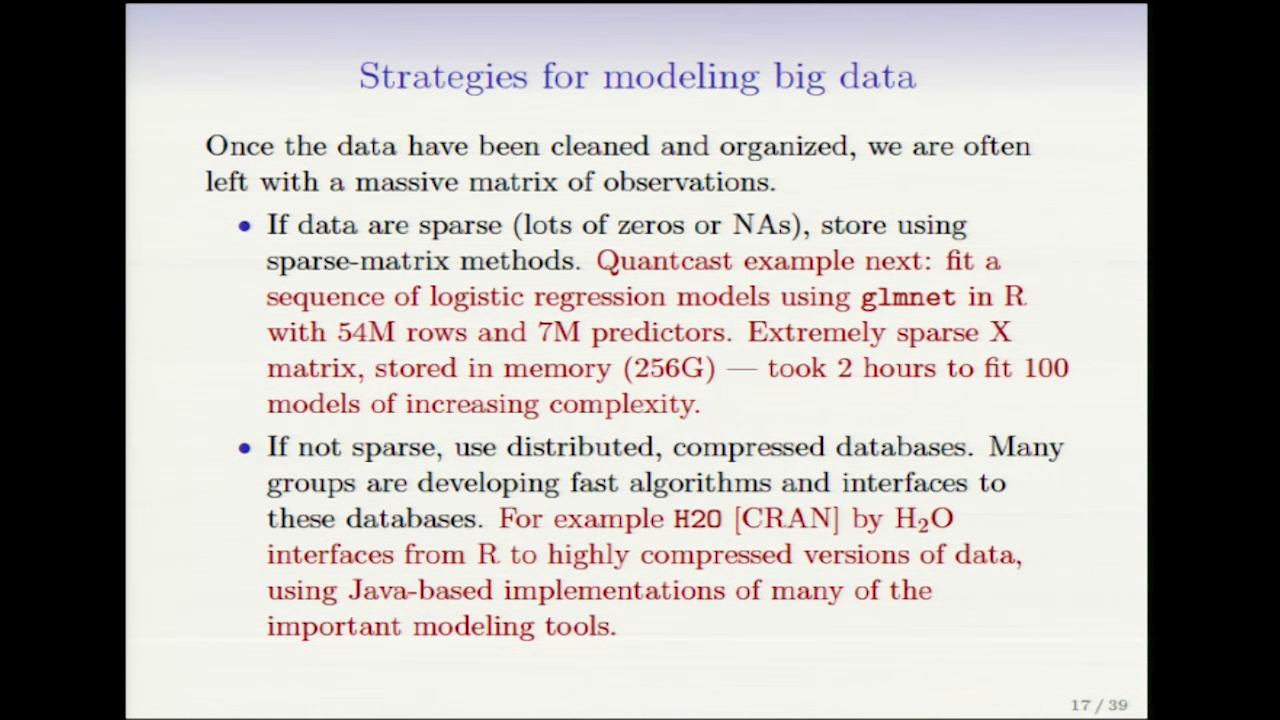 Strategies for modeling big data
Once the data have been cleaned and organized, we are often
left with a massive matrix of observations.
• If data are sparse (lots of zeros or NAs), store using
sparse-matrix methods. Quantcast example next: fit a
sequence of logistic regression models using glmnet in R
with 54M rows and 7M predictors. Extremely sparse X
matrix, stored in memory (256G) — took 2 hours to fit 100
models of increasing complexity.
• If not sparse, use distributed, compressed databases. Many
groups are developing fast algorithms and interfaces to
these databases. For example H2O [CRAN] by H₂O
interfaces from R to highly compressed versions of data,
using Java-based implementations of many of the
important modeling tools.
17 / 39